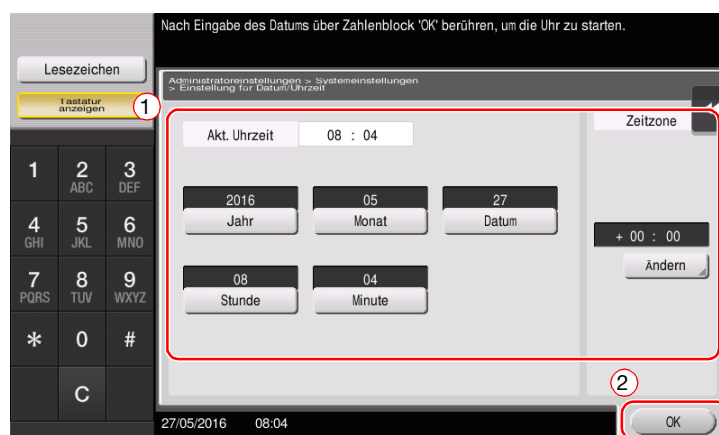 Nach Eingabe des Datums über Zahlenblock 'OK' berühren, um die Uhr zu starten.
Lesezeichen
Tastatur
anzeigen
1
Administratoreinstellungen > Systemeinstellungen
> Einstellung für Datum/Uhrzeit
Akt. Uhrzeit 08 : 04
Zeitzone
2016 05 27
Jahr Monat Datum
+ 00 : 00
Ändern
08 04
Stunde Minute
1 2 3
ABC DEF
4 5 6
GHI JKL MNO
7 8 9
PQRS TUV WXYZ
* 0 #
C
2
27/05/2016 08:04
OK